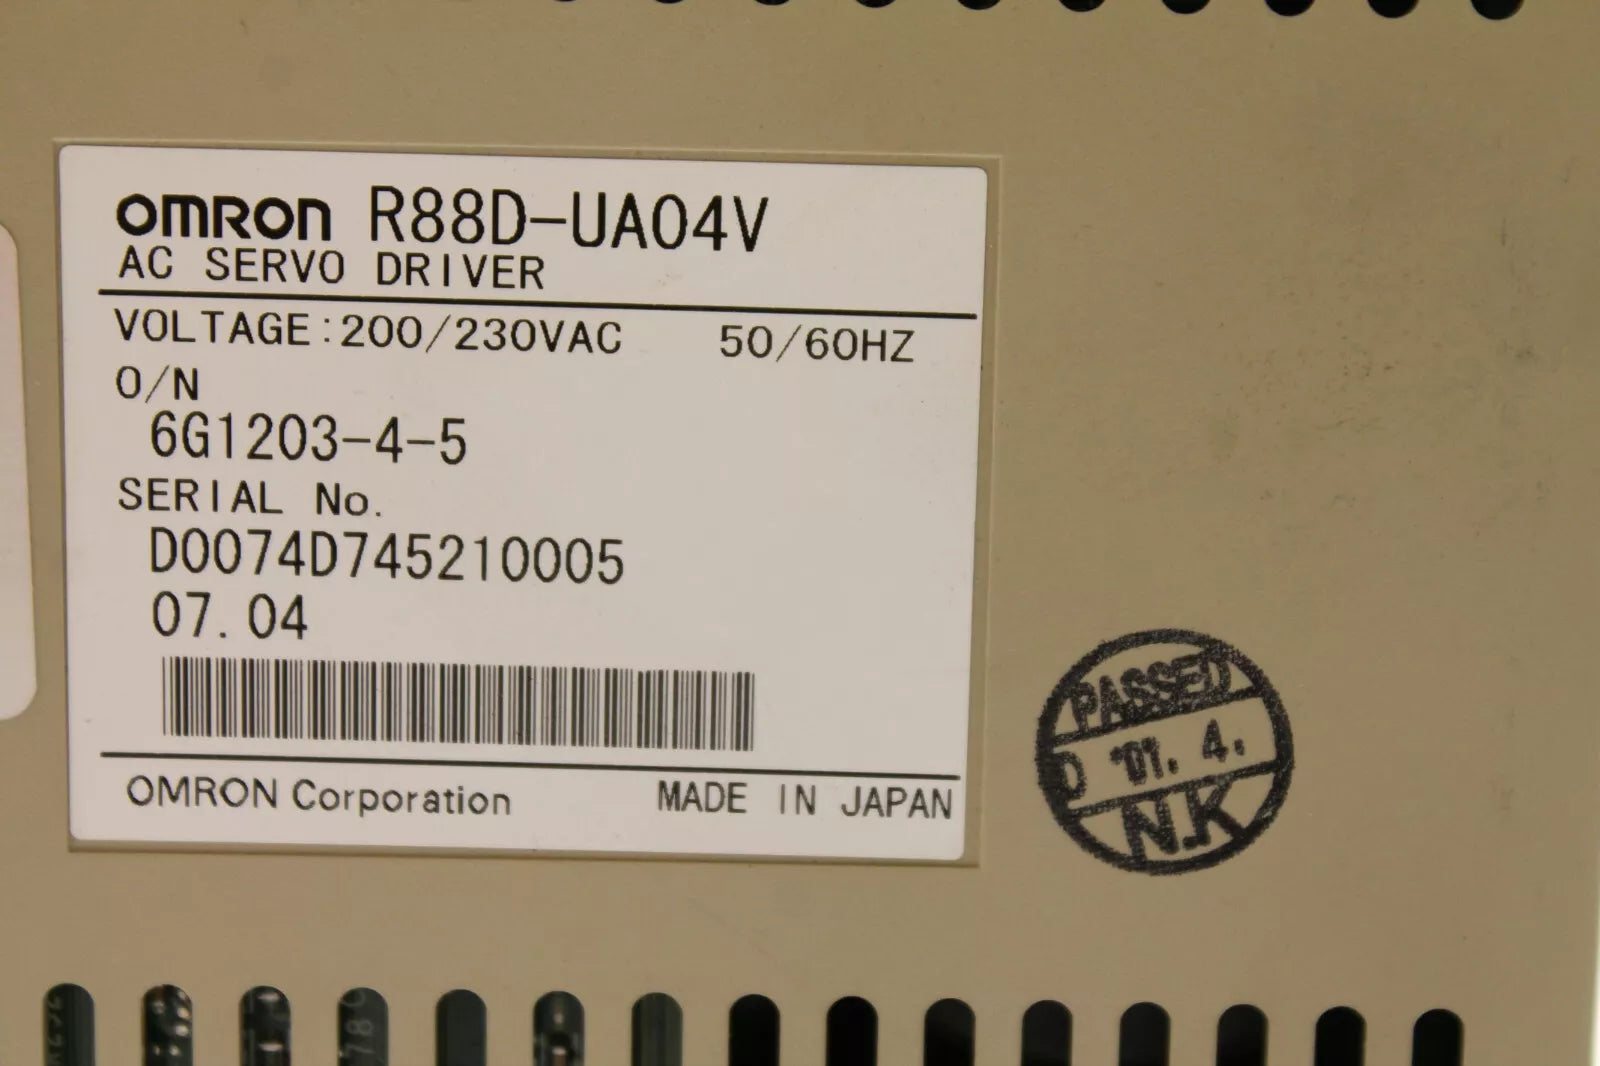 OMRON R88D-UA04V
AC SERVO DRIVER
VOLTAGE:200/230VAC 50/60HZ
O/N
6G1203-4-5
SERIAL No.
D0074D745210005
07.04
OMRON Corporation MADE IN JAPAN
PASSED
D '01. 4.
N.K